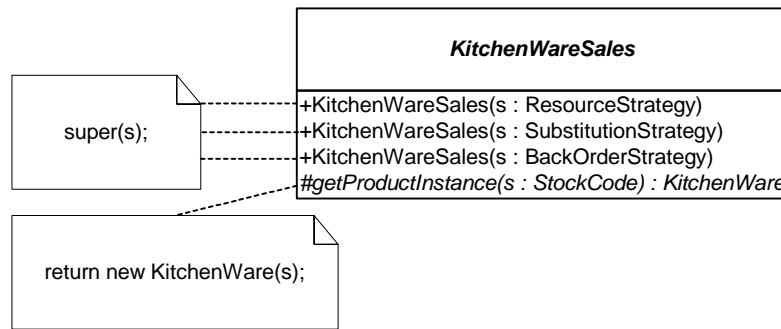 KitchenWareSales
super(s);
+KitchenWareSales(s : ResourceStrategy)
+KitchenWareSales(s : SubstitutionStrategy)
+KitchenWareSales(s : BackOrderStrategy)
#getProductInstance(s : StockCode) : KitchenWare
return new KitchenWare(s);